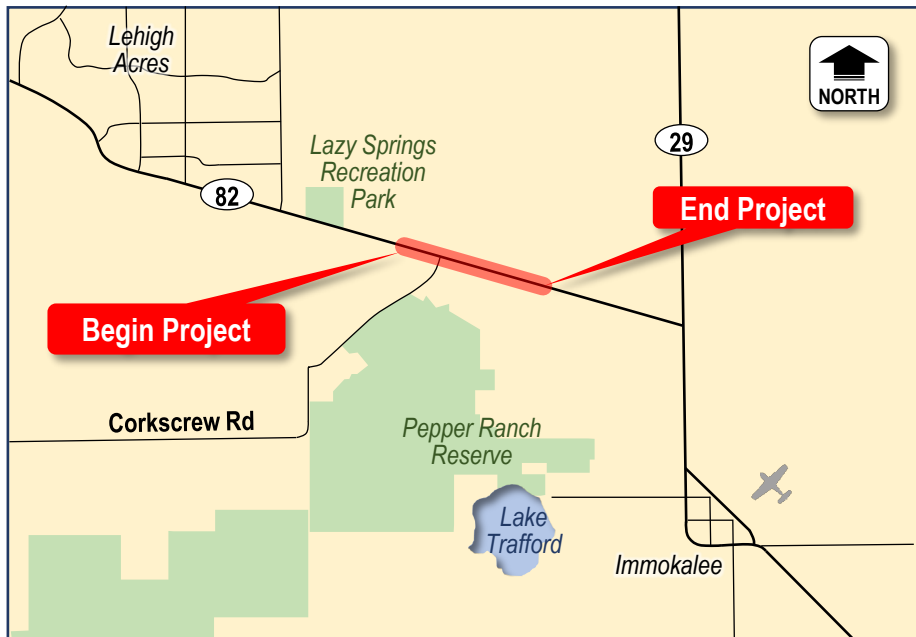 Lehigh
Acres
NORTH
29
Lazy Springs
Recreation
Park
82
End Project
Begin Project
Corkscrew Rd
Pepper Ranch
Reserve
Lake
Trafford
Immokalee